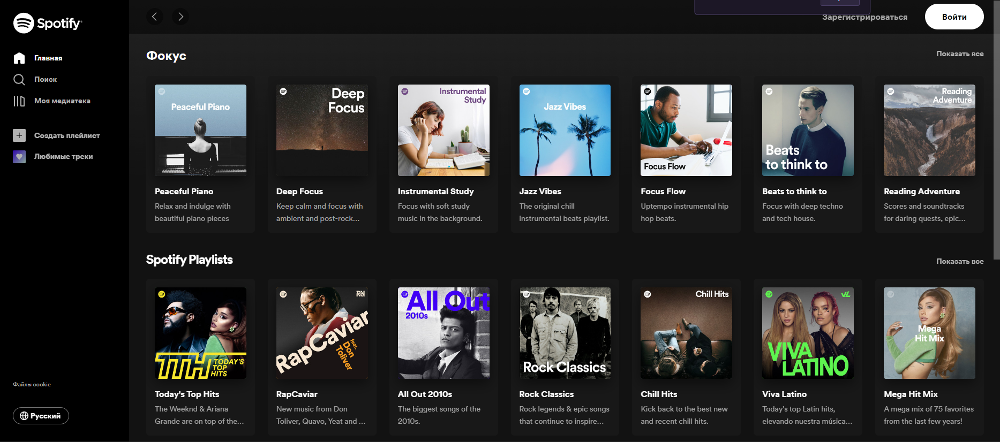 Spotify
Главная
Поиск
Моя медиатека
Создать плейлист
Любимые треки
Файлы cookie
Русский
Зарегистрироваться
Войти
Фокус
Показать все
Peaceful Piano
Deep
Focus
Instrumental
Study
Jazz Vibes
Focus Flow
Beats
to think to
Reading
Adventure
Peaceful Piano
Relax and indulge with
beautiful piano pieces
Deep Focus
Keep calm and focus with
ambient and post-rock...
Instrumental Study
Focus with soft study
music in the background.
Jazz Vibes
The original chill
instrumental beats playlist.
Focus Flow
Uptempo instrumental hip
hop beats.
Beats to think to
Focus with deep techno
and tech house.
Reading Adventure
Scores and soundtracks
for daring quests, epic...
Spotify Playlists
Показать все
TTH TODAY'S
TOP
HITS
RapCaviar
feat.
Don
Toliver
All Out
2010s
Rock Classics
Chill Hits
VIVA
LATINO
Mega
Hit Mix
Today's Top Hits
The Weeknd & Ariana
Grande are on top of the...
RapCaviar
New music from Don
Toliver, Quavo, Yeat and ...
All Out 2010s
The biggest songs of the
2010s.
Rock Classics
Rock legends & epic songs
that continue to inspire...
Chill Hits
Kick back to the best new
and recent chill hits.
Viva Latino
Today's top Latin hits,
elevando nuestra música...
Mega Hit Mix
A mega mix of 75 favorites
from the last few years!